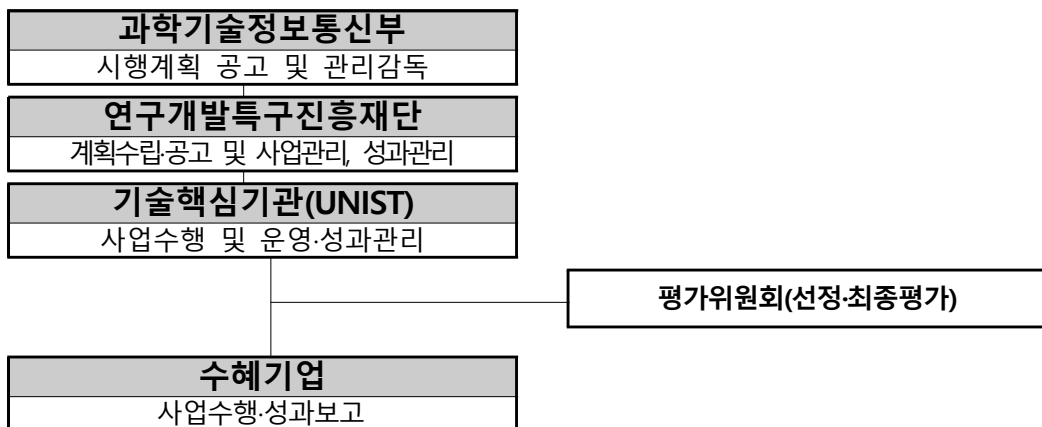 과학기술정보통신부
시행계획 공고 및 관리감독
연구개발특구진흥재단
계획수립·공고 및 사업관리, 성과관리
기술핵심기관(UNIST)
사업수행 및 운영·성과관리
평가위원회(선정·최종평가)
수혜기업
사업수행·성과보고